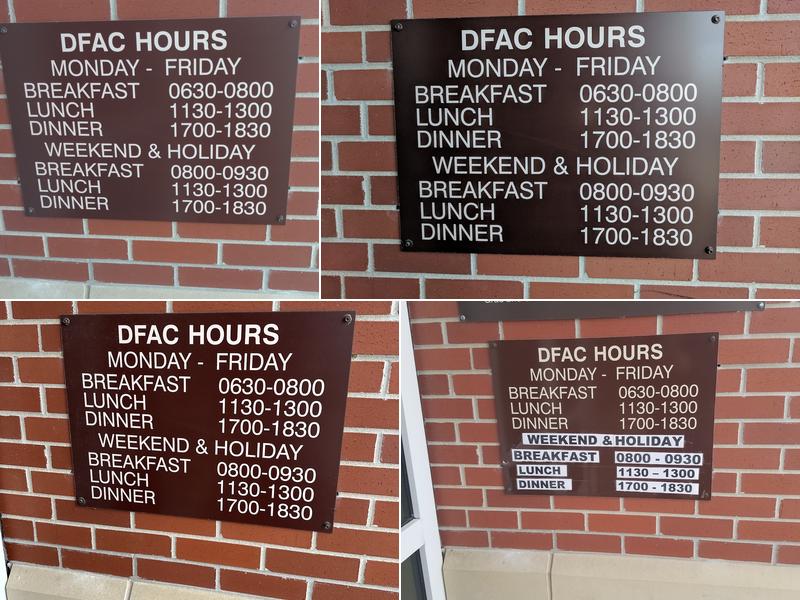 DFAC HOURS
MONDAY - FRIDAY
BREAKFAST 0630-0800
LUNCH 1130-1300
DINNER 1700-1830
WEEKEND & HOLIDAY
BREAKFAST 0800-0930
LUNCH 1130-1300
DINNER 1700-1830
DFAC HOURS
MONDAY - FRIDAY
BREAKFAST 0630-0800
LUNCH 1130-1300
DINNER 1700-1830
WEEKEND & HOLIDAY
BREAKFAST 0800-0930
LUNCH 1130-1300
DINNER 1700-1830
DFAC HOURS
MONDAY - FRIDAY
BREAKFAST 0630-0800
LUNCH 1130-1300
DINNER 1700-1830
WEEKEND & HOLIDAY
BREAKFAST 0800-0930
LUNCH 1130-1300
DINNER 1700-1830
DFAC HOURS
MONDAY - FRIDAY
BREAKFAST 0630-0800
LUNCH 1130-1300
DINNER 1700-1830
WEEKEND & HOLIDAY
BREAKFAST 0800 - 0930
LUNCH 1130 - 1300
DINNER 1700 - 1830